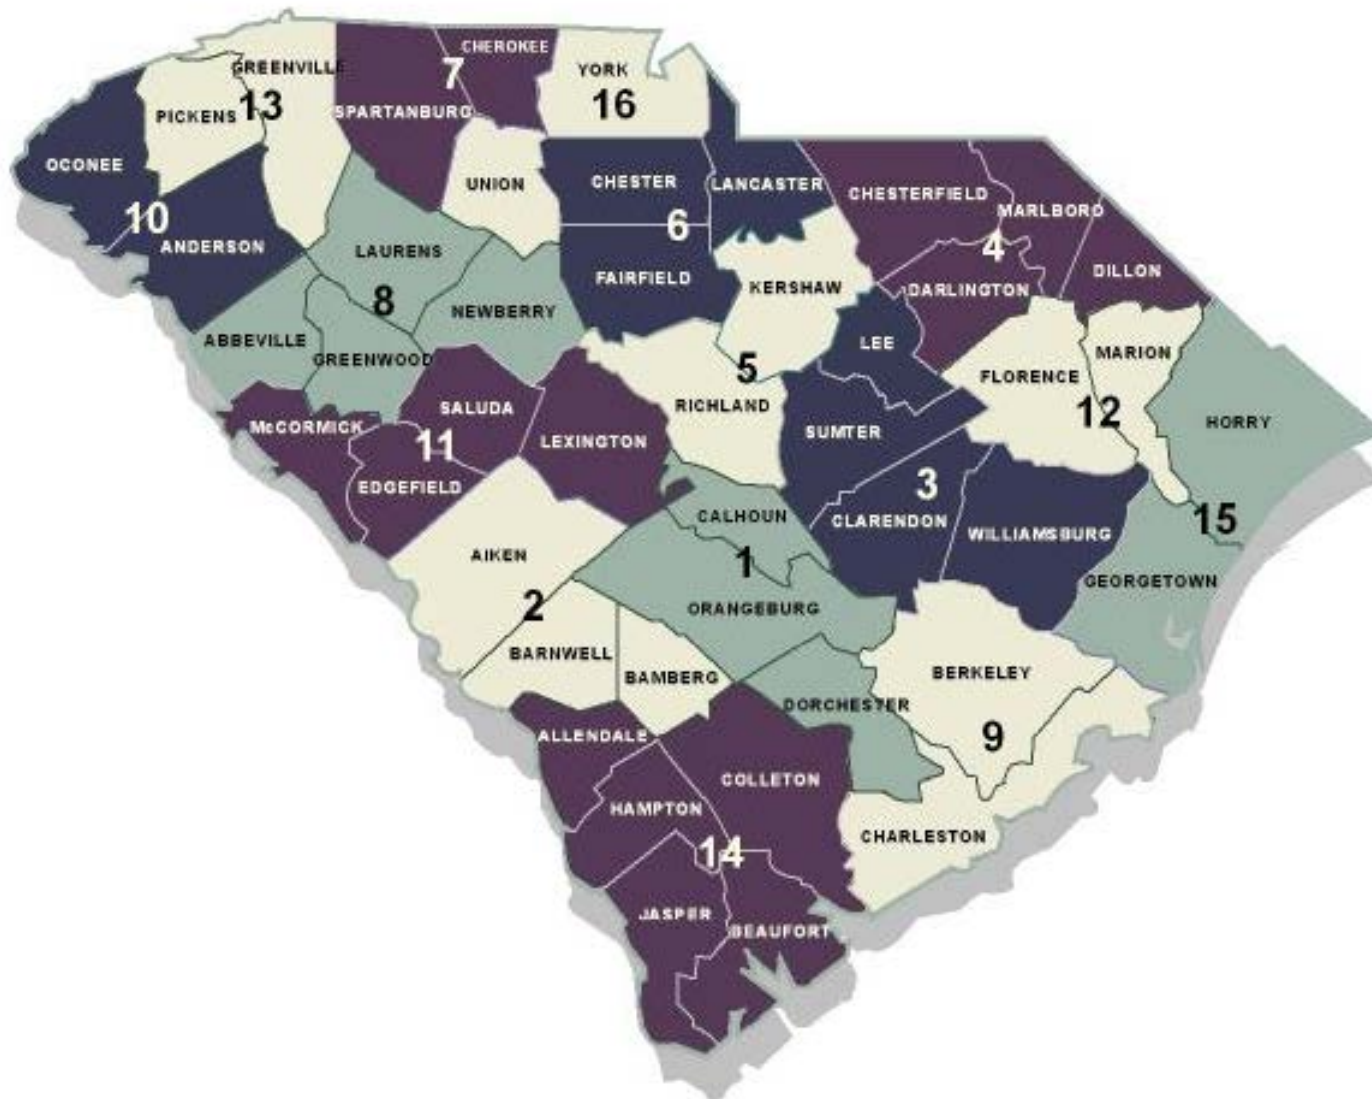 CHEROKEE
GREENVILLE
7
YORK
13
PICKENS
SPARTANBURG
16
OCONEE
UNION
CHESTER
LANCASTER
CHESTERFIELD
MARLBORO
10
ANDERSON
LAURENS
6
4
FAIRFIELD
KERSHAW
DARLINGTON
DILLON
8
NEWBERRY
ABBEVILLE
GREENWOOD
LEE
MARION
5
FLORENCE
SALUDA
RICHLAND
12
McCORMICK
11
LEXINGTON
SUMTER
HORRY
EDGEFIELD
3
CALHOUN
CLARENDON
WILLIAMSBURG
15
AIKEN
1
GEORGETOWN
2
ORANGEBURG
BARNWELL
BAMBERG
BERKELEY
DORCHESTER
ALLENDALE
9
COLLETON
HAMPTON
CHARLESTON
14
JASPER
BEAUFORT